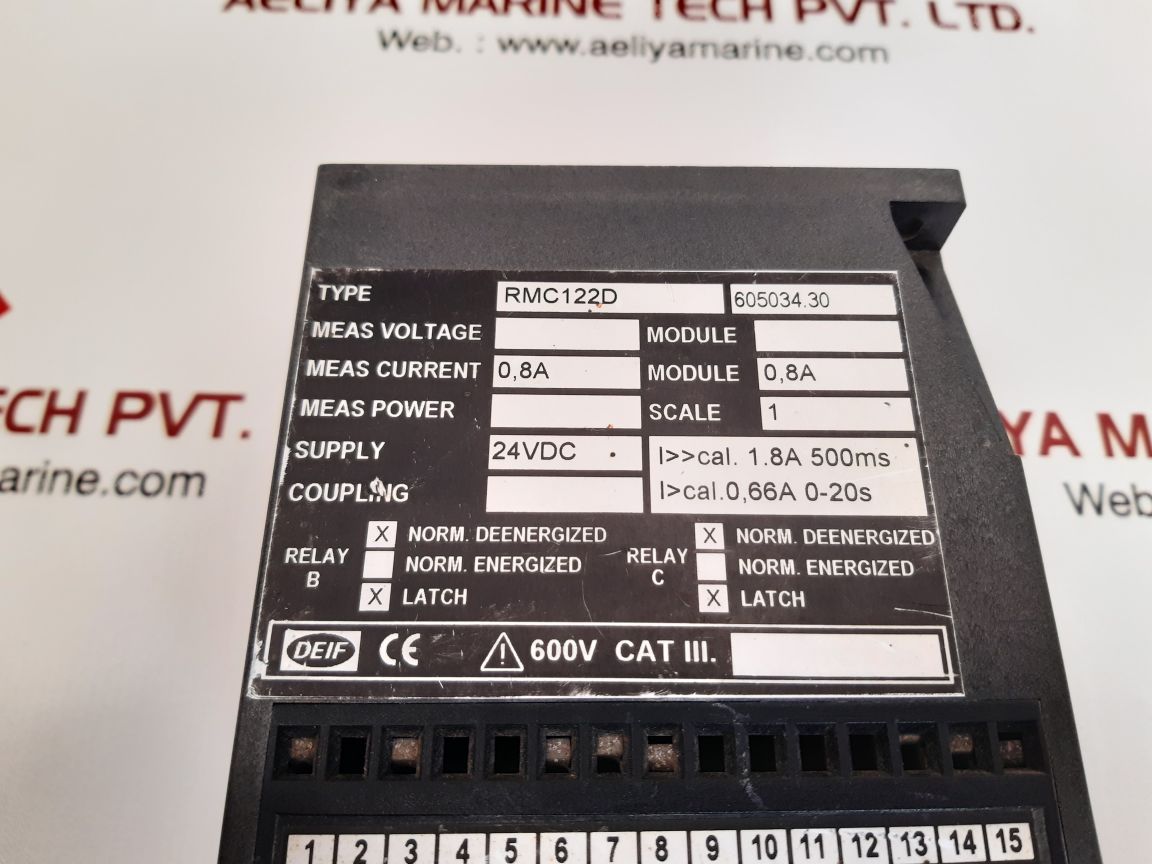 AELIYA MARINE TECH PVT. LTD.
Web. : www.aeliyamarine.com
TECH PVT.
arine.com
YA M
Web
TYPE RMC122D 605034.30
MEAS VOLTAGE MODULE
MEAS CURRENT 0,8A MODULE 0,8A
MEAS POWER SCALE 1
SUPPLY 24VDC I>>cal. 1.8A 500ms
COUPLING I>cal.0,66A 0-20s
RELAY B X NORM. DEENERGIZED
NORM. ENERGIZED
X LATCH
RELAY C X NORM. DEENERGIZED
NORM. ENERGIZED
X LATCH
DEIF CE 600V CAT III.
1 2 3 4 5 6 7 8 9 10 11 12 13 14 15